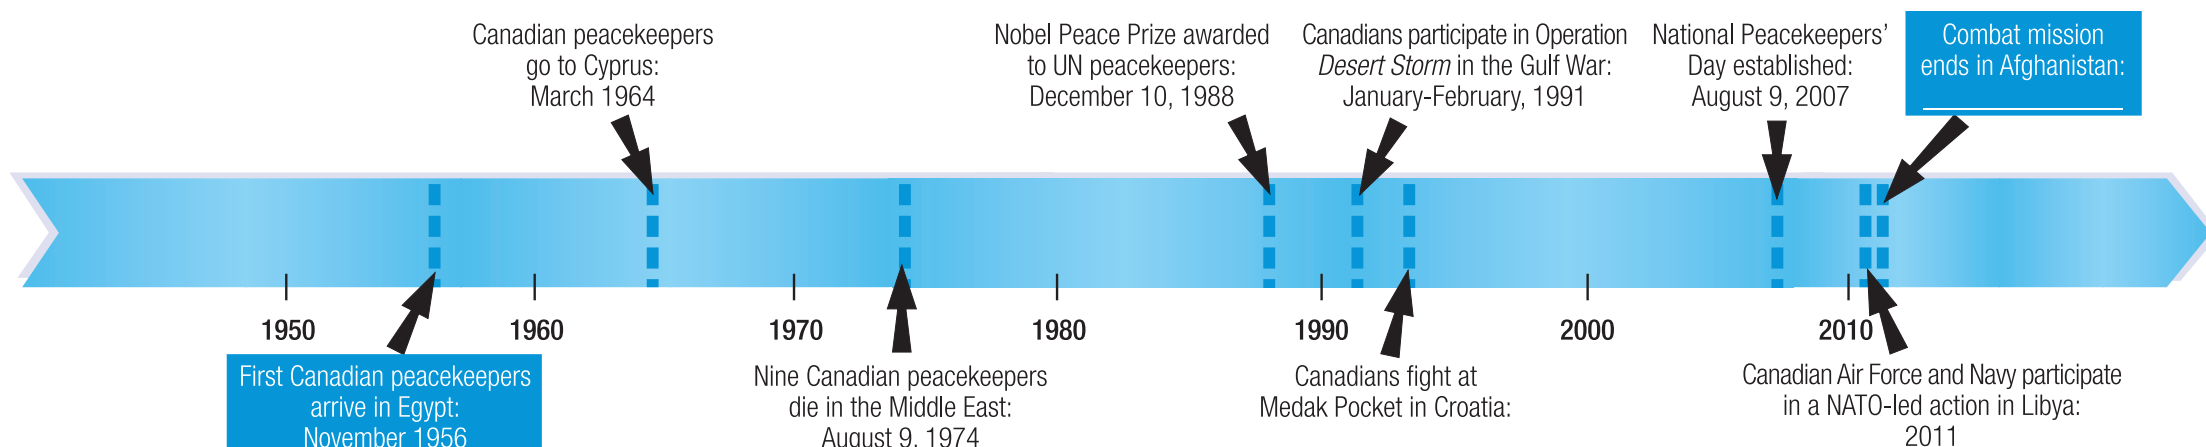 Canadian peacekeepers
go to Cyprus:
March 1964
Nobel Peace Prize awarded
to UN peacekeepers:
December 10, 1988
Canadians participate in Operation
Desert Storm in the Gulf War:
January-February, 1991
National Peacekeepers’
Day established:
August 9, 2007
Combat mission
ends in Afghanistan:
1950
1960
1970
1980
1990
2000
2010
First Canadian peacekeepers
arrive in Egypt:
November 1956
Nine Canadian peacekeepers
die in the Middle East:
August 9, 1974
Canadians fight at
Medak Pocket in Croatia:
Canadian Air Force and Navy participate
in a NATO-led action in Libya:
2011